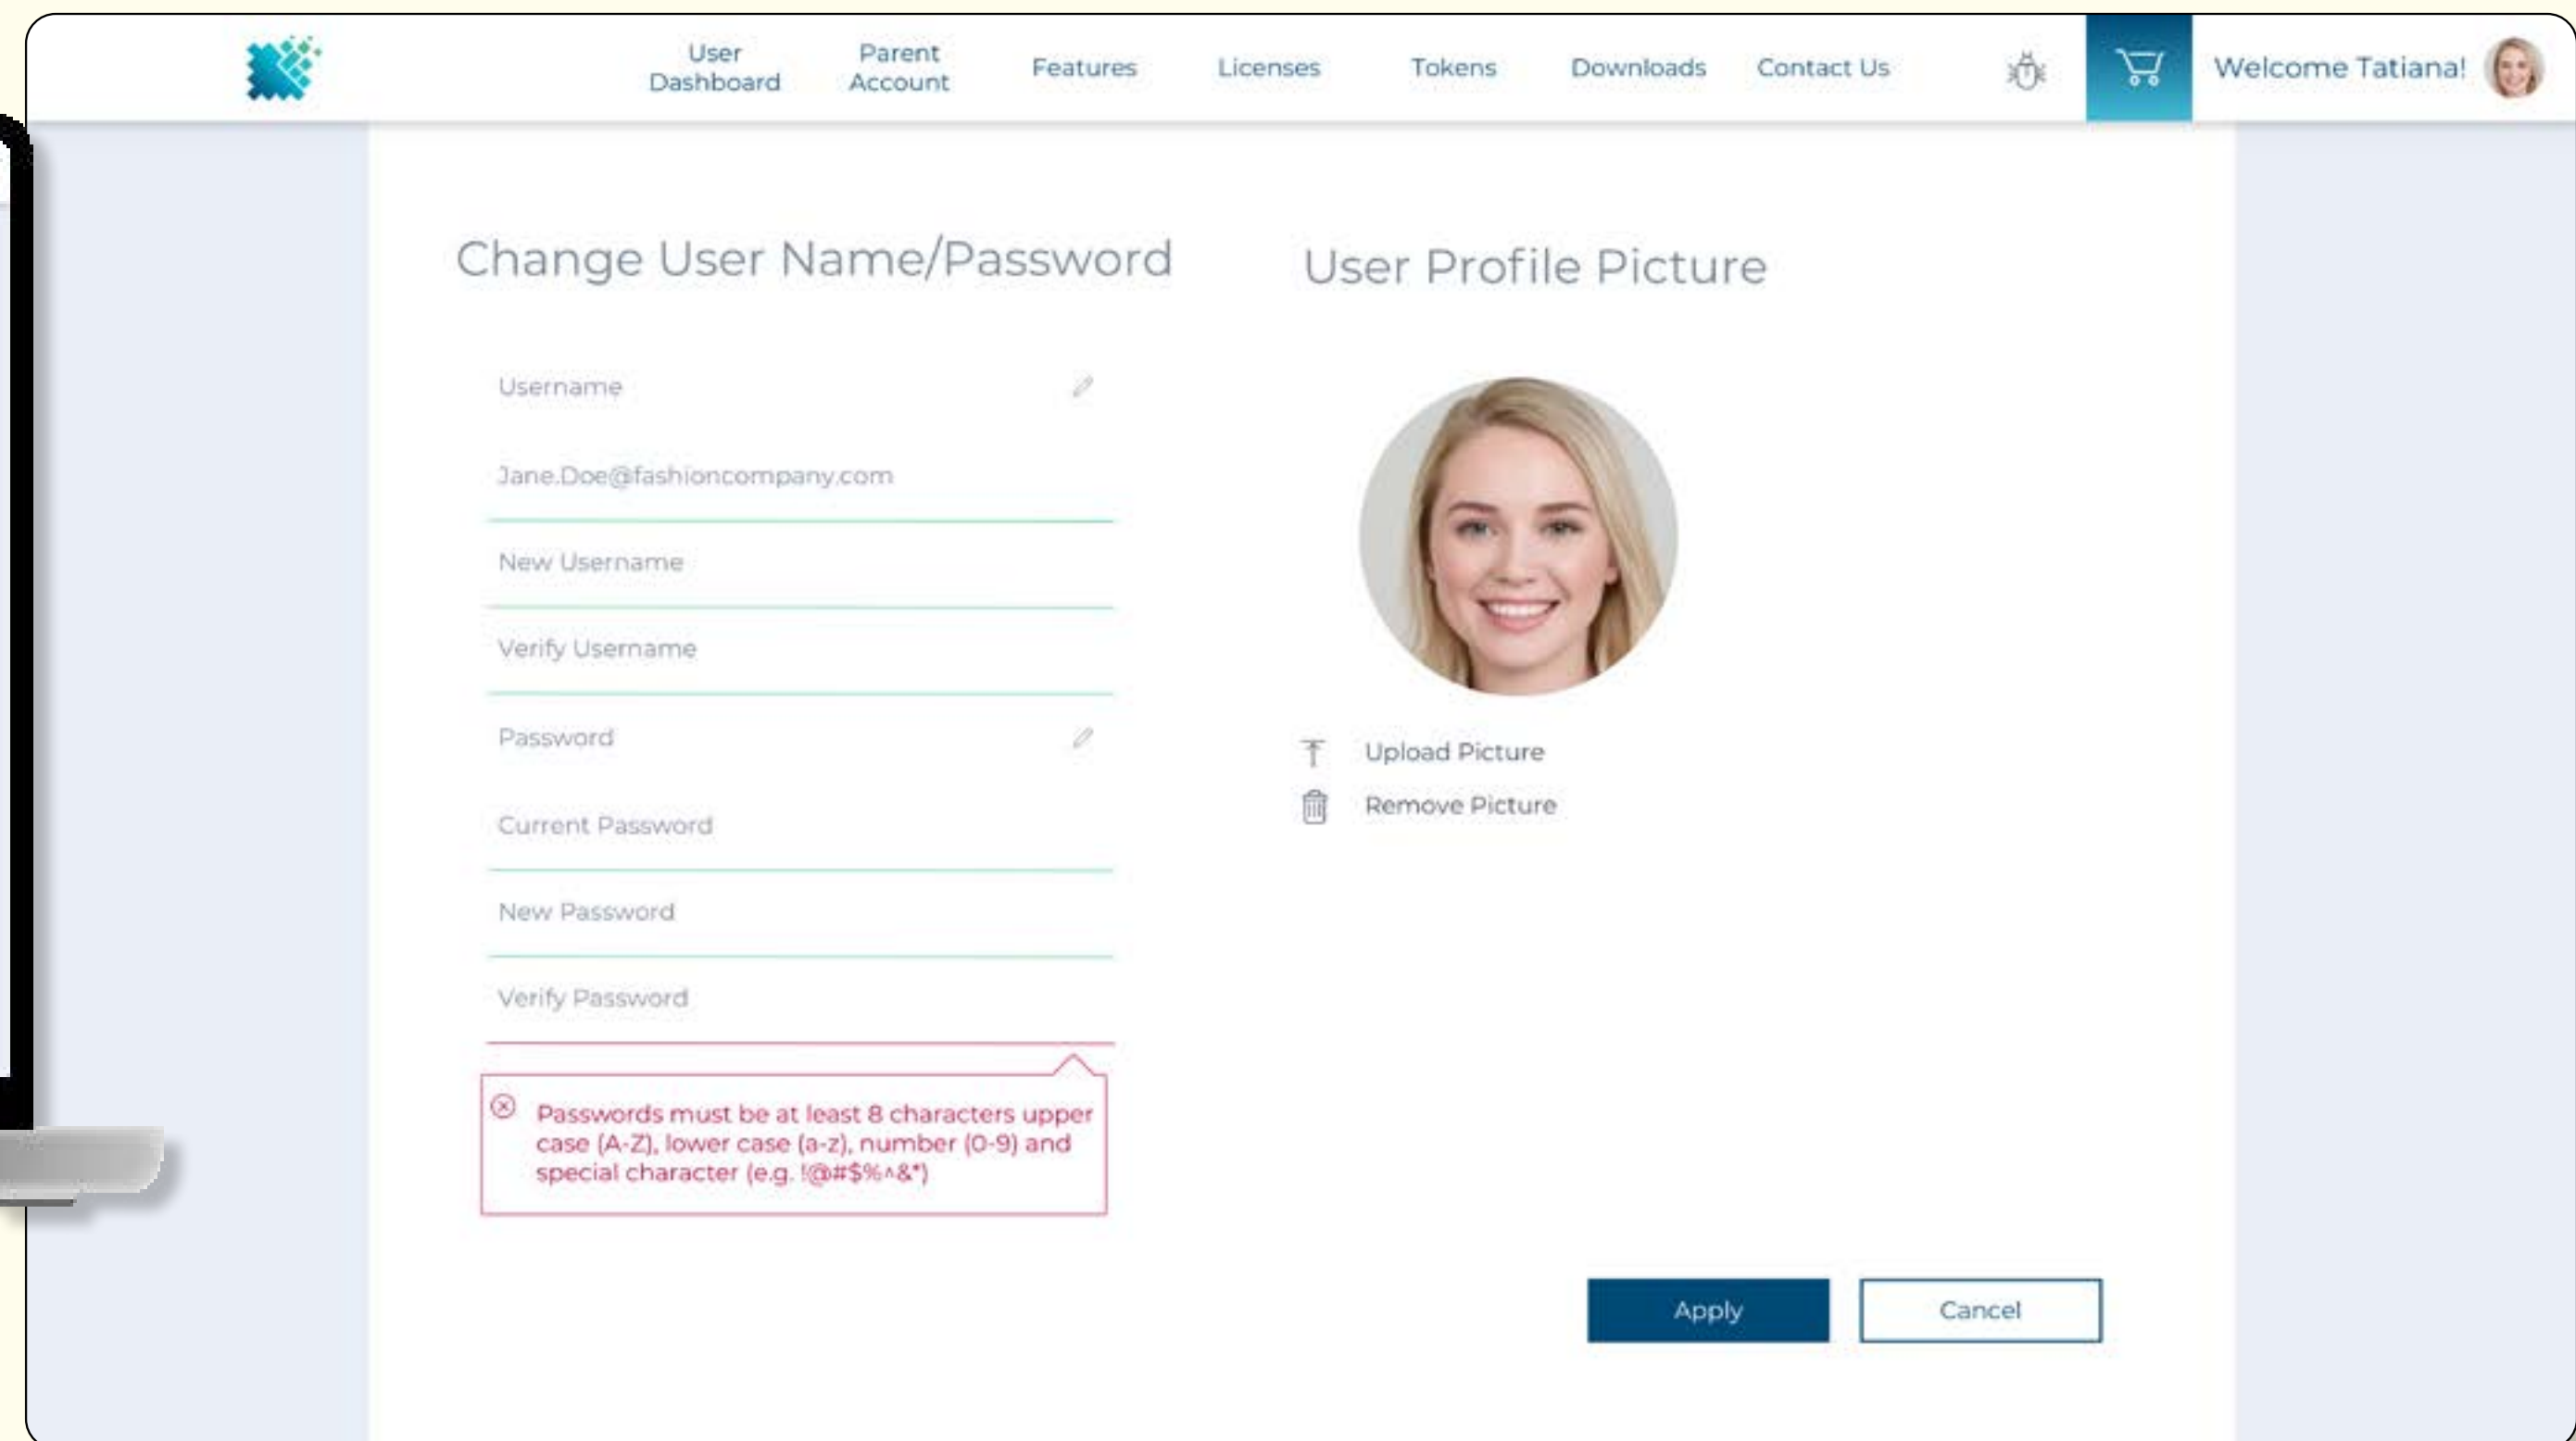 User
Dashboard
Parent
Account
Features
Licenses
Tokens
Downloads
Contact Us
Welcome Tatiana!
Change User Name/Password
Username
Jane.Doe@fashioncompany.com
New Username
Verify Username
Password
Current Password
New Password
Verify Password
Passwords must be at least 8 characters upper
case (A-Z), lower case (a-z), number (0-9) and
special character (e.g. !@#$%^&*)
User Profile Picture
Upload Picture
Remove Picture
Apply
Cancel